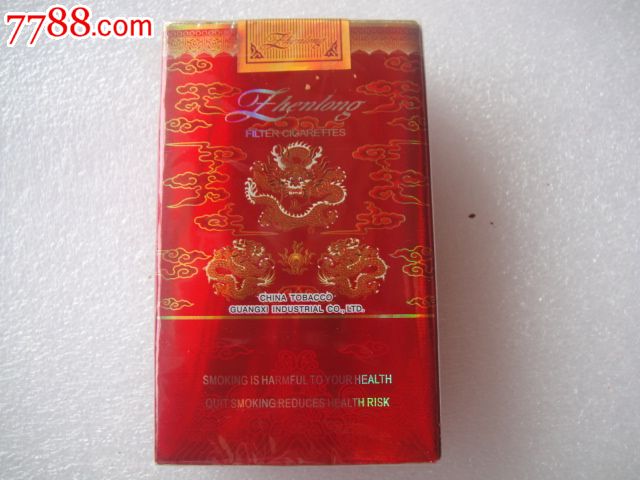 7788.com
Zhenlong
Zhenlong
FILTER CIGARETTES
CHINA TOBACCO
GUANGXI INDUSTRIAL CO., LTD.
SMOKING IS HARMFUL TO YOUR HEALTH
QUIT SMOKING REDUCES HEALTH RISK